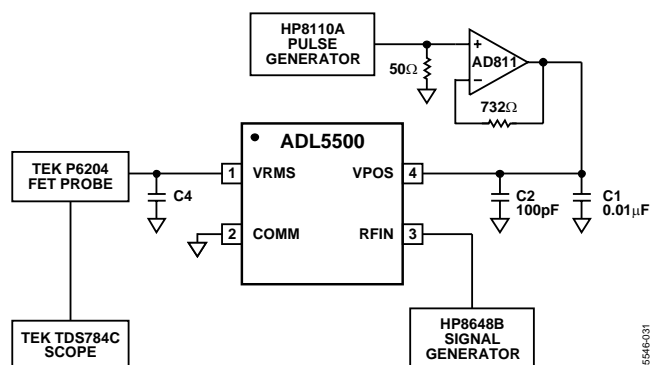 HP8110A
PULSE
GENERATOR
50Ω
+
AD811
–
732Ω
ADL5500
TEK P6204
FET PROBE
C4
1
VRMS
VPOS
4
C2
100pF
C1
0.01µF
2
COMM
RFIN
3
TEK TDS784C
SCOPE
HP8648B
SIGNAL
GENERATOR
5546-031